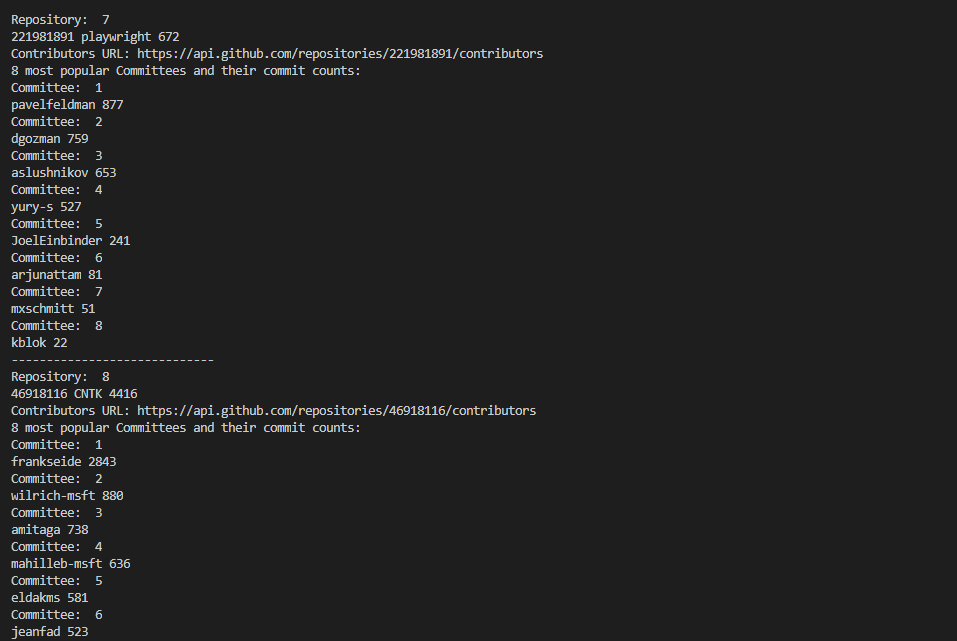 Repository:  7
221981891 playwright 672
Contributors URL: https://api.github.com/repositories/221981891/contributors
8 most popular Committees and their commit counts:
Committee:  1
pavelfeldman 877
Committee:  2
dgozman 759
Committee:  3
aslushnikov 653
Committee:  4
yury-s 527
Committee:  5
JoelEinbinder 241
Committee:  6
arjunattam 81
Committee:  7
mxschmitt 51
Committee:  8
kblok 22
-----------------------------
Repository:  8
46918116 CNTK 4416
Contributors URL: https://api.github.com/repositories/46918116/contributors
8 most popular Committees and their commit counts:
Committee:  1
frankseide 2843
Committee:  2
wilrich-msft 880
Committee:  3
amitaga 738
Committee:  4
mahilleb-msft 636
Committee:  5
eldakms 581
Committee:  6
jeanfad 523